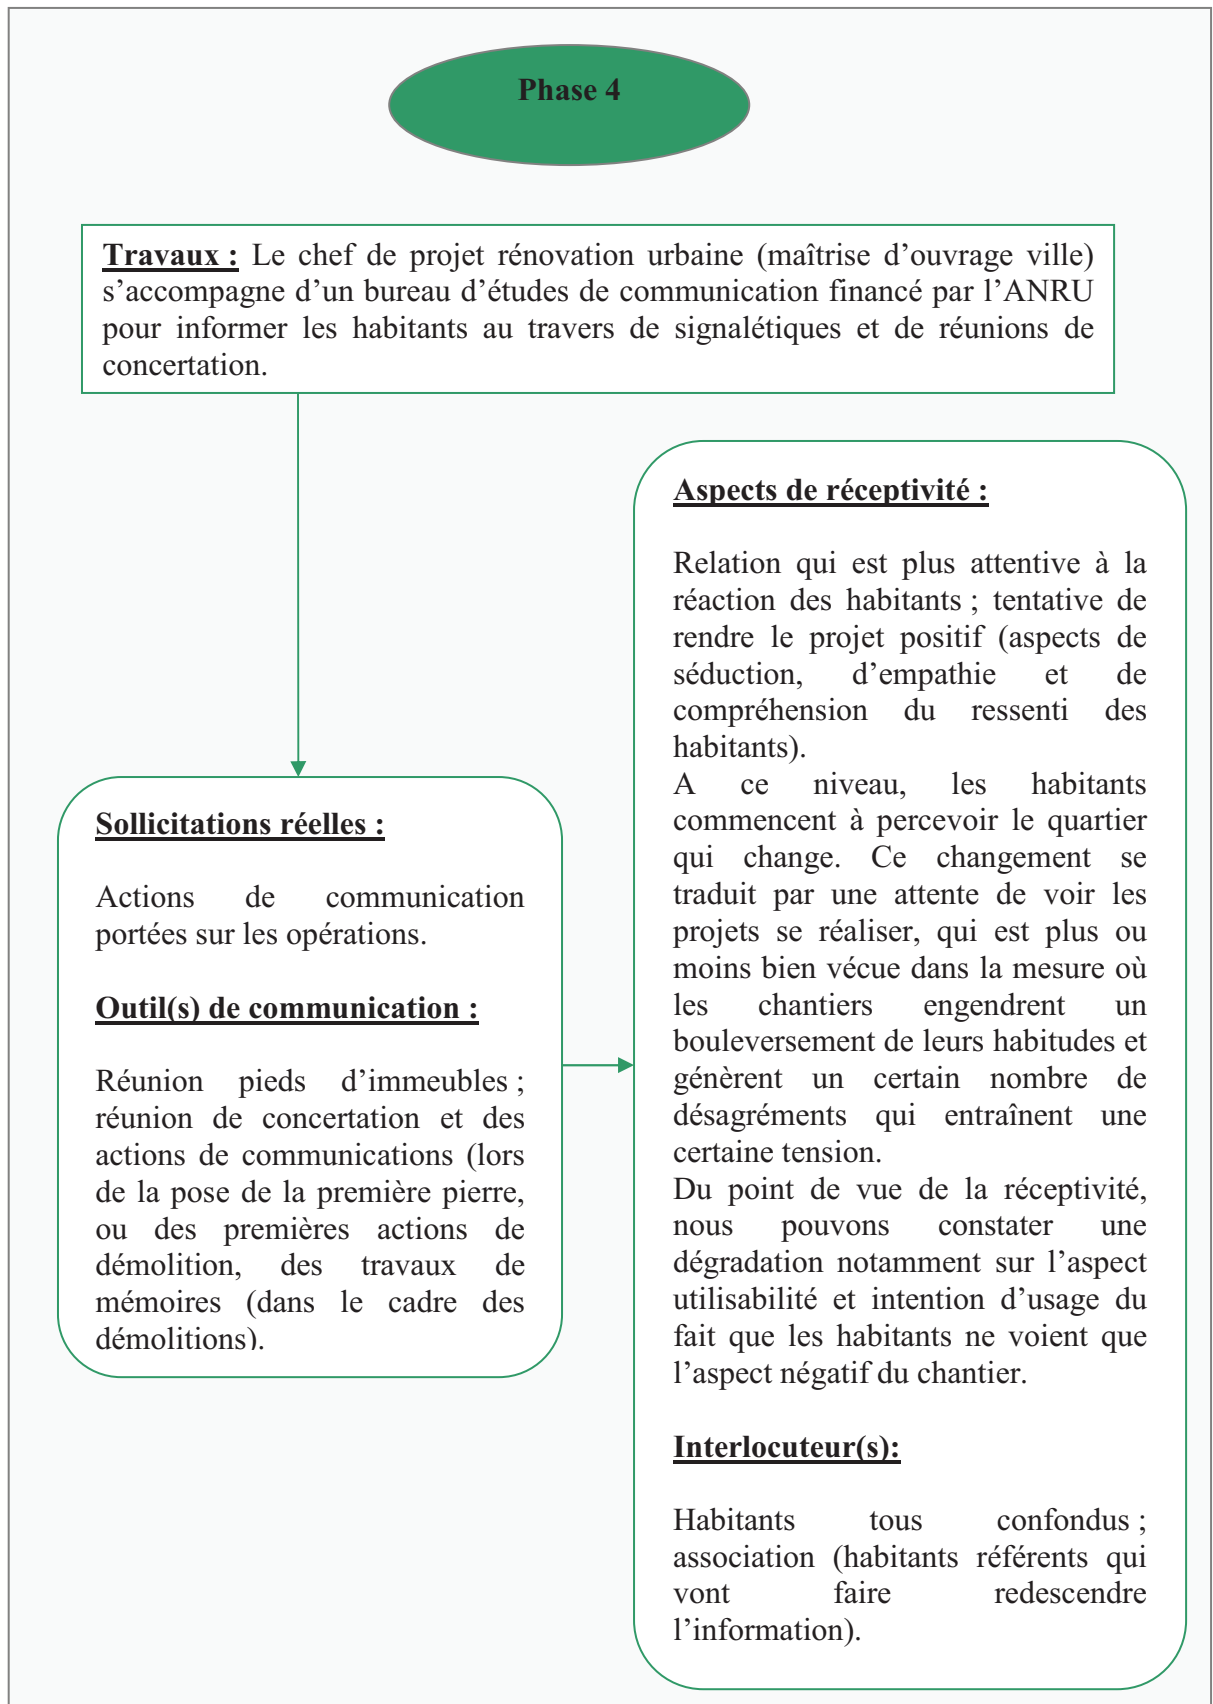 Phase 4
Travaux : Le chef de projet rénovation urbaine (maîtrise d’ouvrage ville)
s’accompagne d’un bureau d’études de communication financé par l’ANRU
pour informer les habitants au travers de signalétiques et de réunions de
concertation.
Sollicitations réelles :
Actions de communication
portées sur les opérations.
Outil(s) de communication :
Réunion pieds d’immeubles ;
réunion de concertation et des
actions de communications (lors
de la pose de la première pierre,
ou des premières actions de
démolition, des travaux de
mémoires (dans le cadre des
démolitions).
Aspects de réceptivité :
Relation qui est plus attentive à la
réaction des habitants ; tentative de
rendre le projet positif (aspects de
séduction, d’empathie et de
compréhension du ressenti des
habitants).
A ce niveau, les habitants
commencent à percevoir le quartier
qui change. Ce changement se
traduit par une attente de voir les
projets se réaliser, qui est plus ou
moins bien vécue dans la mesure où
les chantiers engendrent un
bouleversement de leurs habitudes et
génèrent un certain nombre de
désagréments qui entraînent une
certaine tension.
Du point de vue de la réceptivité,
nous pouvons constater une
dégradation notamment sur l’aspect
utilisabilité et intention d’usage du
fait que les habitants ne voient que
l’aspect négatif du chantier.
Interlocuteur(s):
Habitants tous confondus ;
association (habitants référents qui
vont faire redescendre
l’information).